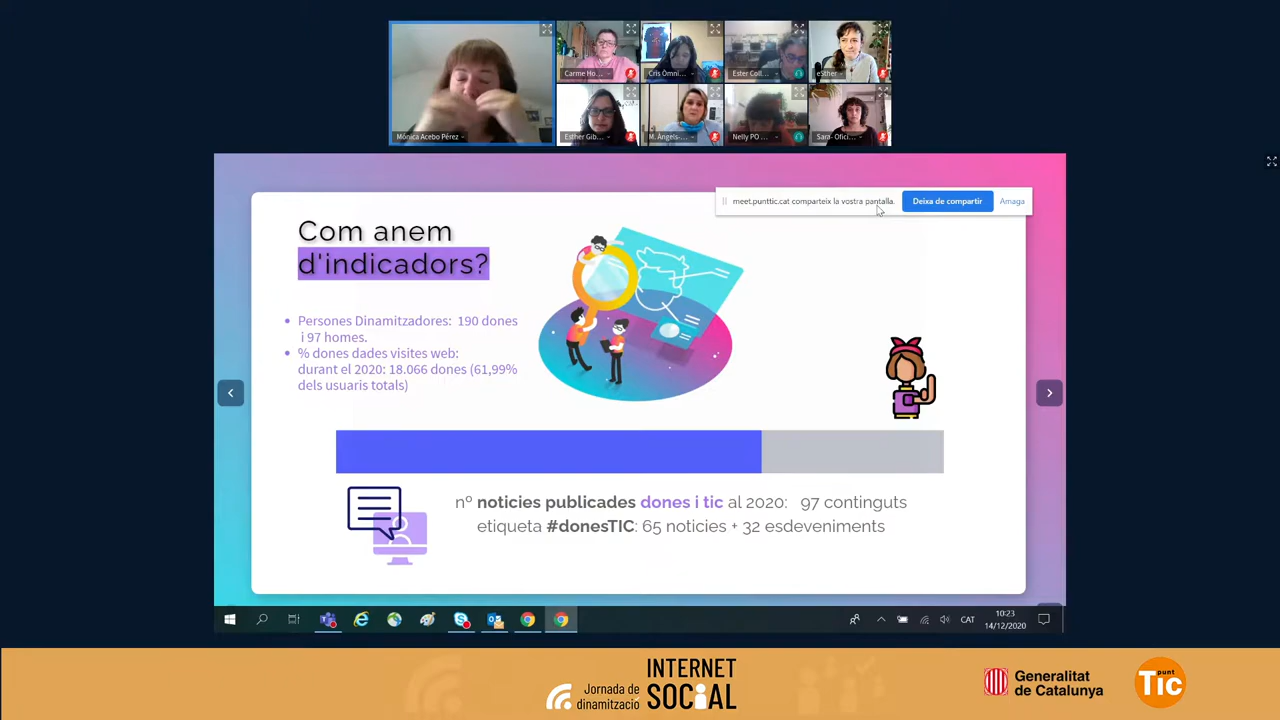 Mònica Acebo Pérez
Carme Ho...
Cris Òmni...
Ester Coll...
eSther
Esther Gib...
M. Àngels-...
Nelly PO ...
Sara- Ofici...
meet.punttic.cat comparteix la vostra pantalla.
Deixa de compartir
Amaga
Com anem
d'indicadors?
Persones Dinamitzadores: 190 dones
i 97 homes.
% dones dades visites web:
durant el 2020: 18.066 dones (61,99%
dels usuaris totals)
nº noticies publicades dones i tic al 2020: 97 continguts
etiqueta #donesTIC: 65 noticies + 32 esdeveniments
CAT
10:23
14/12/2020
Jornada de
dinamització
INTERNET
SOCIAL
Generalitat
de Catalunya
punt
Tic